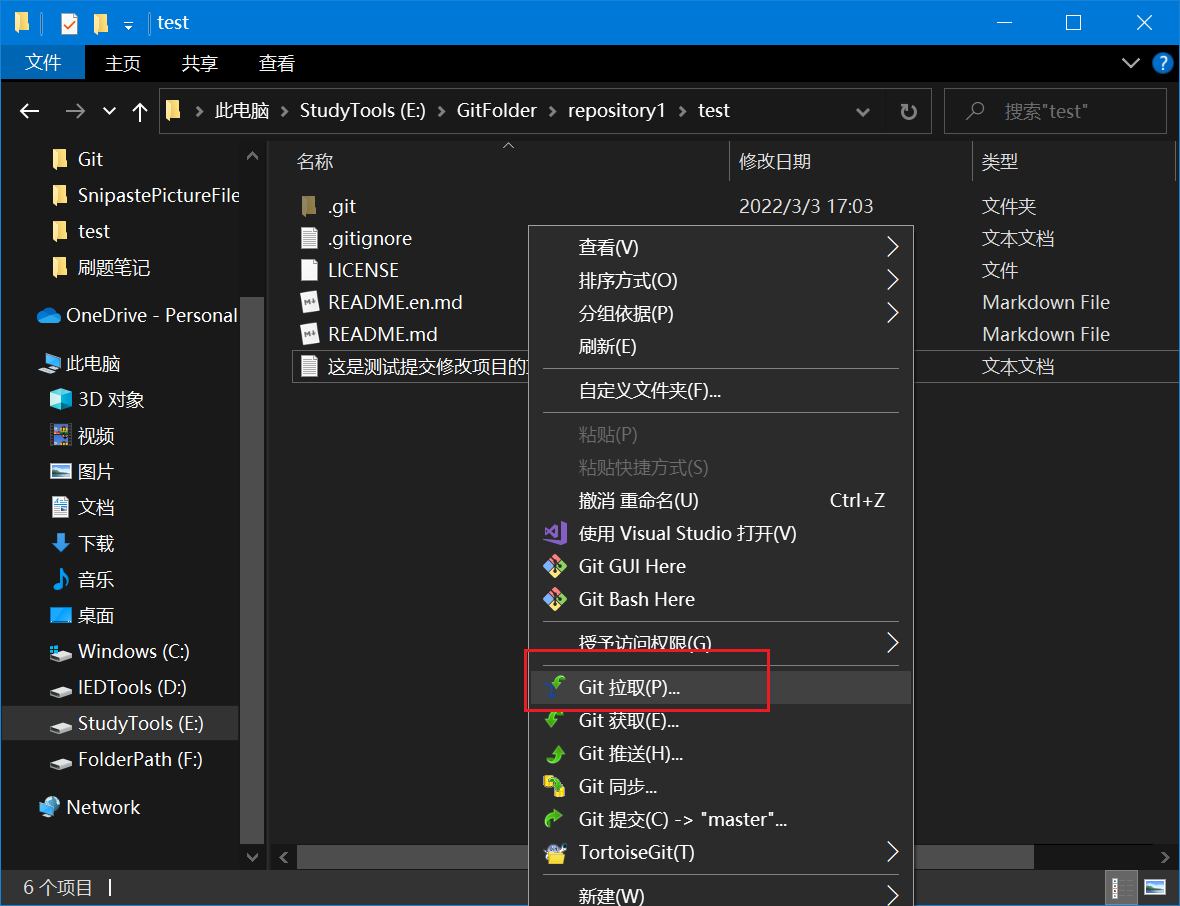 test
文件 主页 共享 查看
此电脑 StudyTools (E:) GitFolder repository1 test
搜索"test"
名称 修改日期 类型
Git
SnipastePictureFile
test
刷题笔记
OneDrive - Personal
此电脑
3D 对象
视频
图片
文档
下载
音乐
桌面
Windows (C:)
IEDTools (D:)
StudyTools (E:)
FolderPath (F:)
Network
.git 2022/3/3 17:03 文件夹
.gitignore 文本文档
LICENSE 文件
README.en.md Markdown File
README.md Markdown File
这是测试提交修改项目的 文本文档
查看(V)
排序方式(O)
分组依据(P)
刷新(E)
自定义文件夹(F)...
粘贴(P)
粘贴快捷方式(S)
撤消 重命名(U) Ctrl+Z
使用 Visual Studio 打开(V)
Git GUI Here
Git Bash Here
授予访问权限(G)
Git 拉取(P)...
Git 获取(E)...
Git 推送(H)...
Git 同步...
Git 提交(C) -> "master"...
TortoiseGit(T)
新建(W)
6 个项目